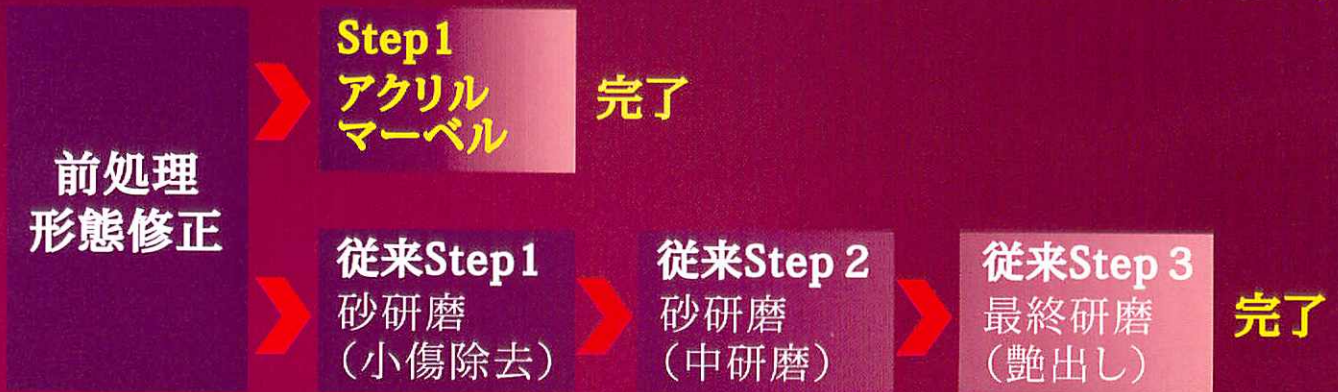 前処理
形態修正
Step1
アクリル
マーベル
完了
従来Step1
砂研磨
（小傷除去）
従来Step 2
砂研磨
（中研磨）
従来Step 3
最終研磨
（艶出し）
完了